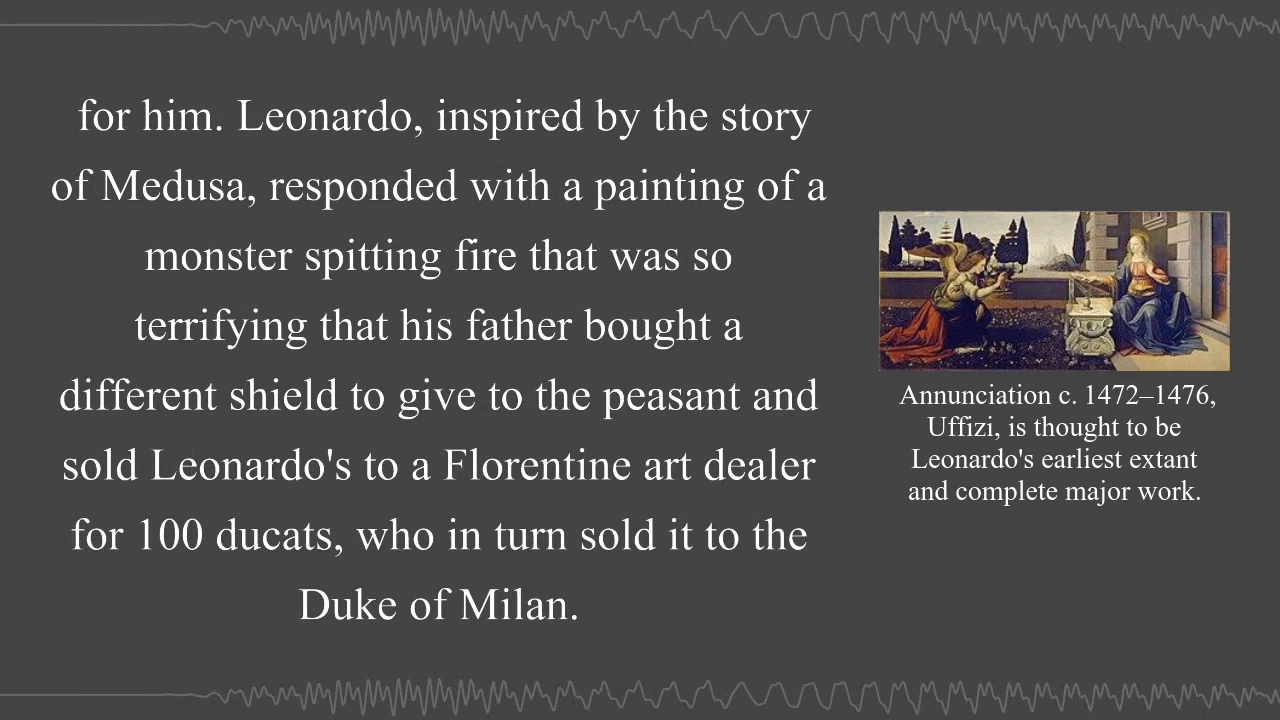 for him. Leonardo, inspired by the story
of Medusa, responded with a painting of a
monster spitting fire that was so
terrifying that his father bought a
different shield to give to the peasant and
sold Leonardo's to a Florentine art dealer
for 100 ducats, who in turn sold it to the
Duke of Milan.
Annunciation c. 1472–1476,
Uffizi, is thought to be
Leonardo's earliest extant
and complete major work.